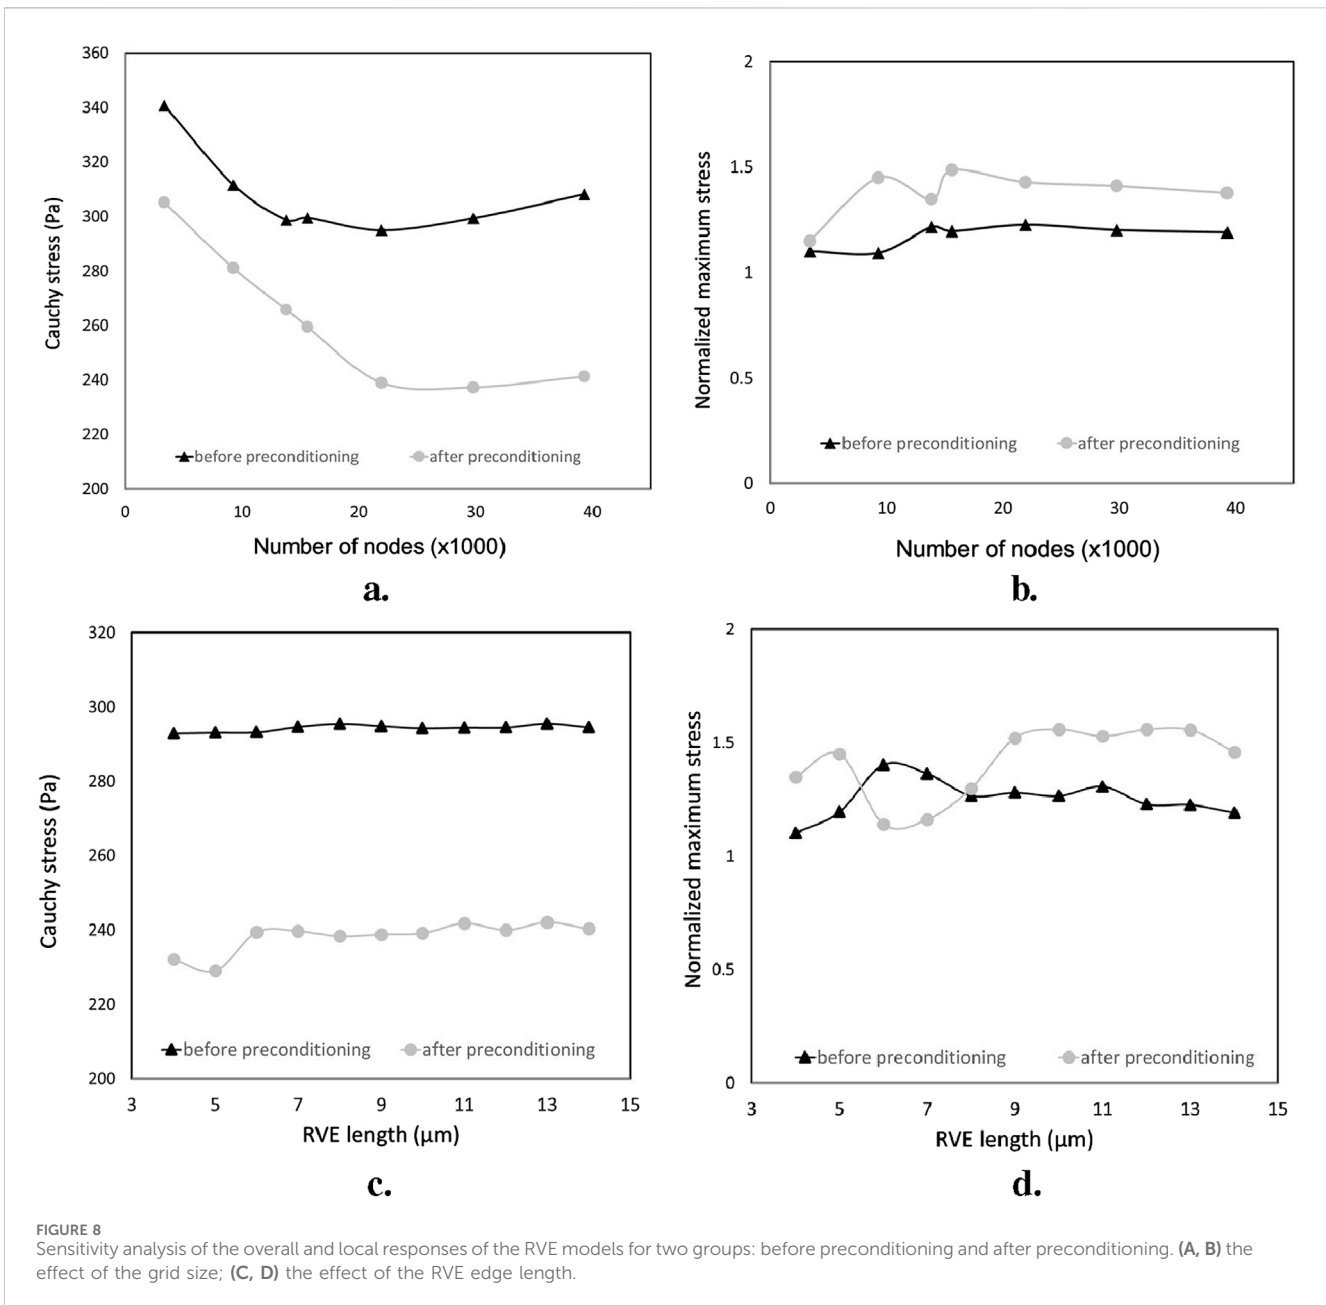 360
340
320
300
280
260
240
220
200
Cauchy stress (Pa)
before preconditioning
after preconditioning
0
10
20
30
40
Number of nodes (x1000)
a.
2
1.5
1
0.5
0
Normalized maximum stress
before preconditioning
after preconditioning
0
10
20
30
40
Number of nodes (x1000)
b.
320
300
280
260
240
220
200
Cauchy stress (Pa)
before preconditioning
after preconditioning
3
5
7
9
11
13
15
RVE length (µm)
c.
2
1.5
1
0.5
0
Normalized maximum stress
before preconditioning
after preconditioning
3
5
7
9
11
13
15
RVE length (µm)
d.
FIGURE 8
Sensitivity analysis of the overall and local responses of the RVE models for two groups: before preconditioning and after preconditioning. (A, B) the
effect of the grid size; (C, D) the effect of the RVE edge length.